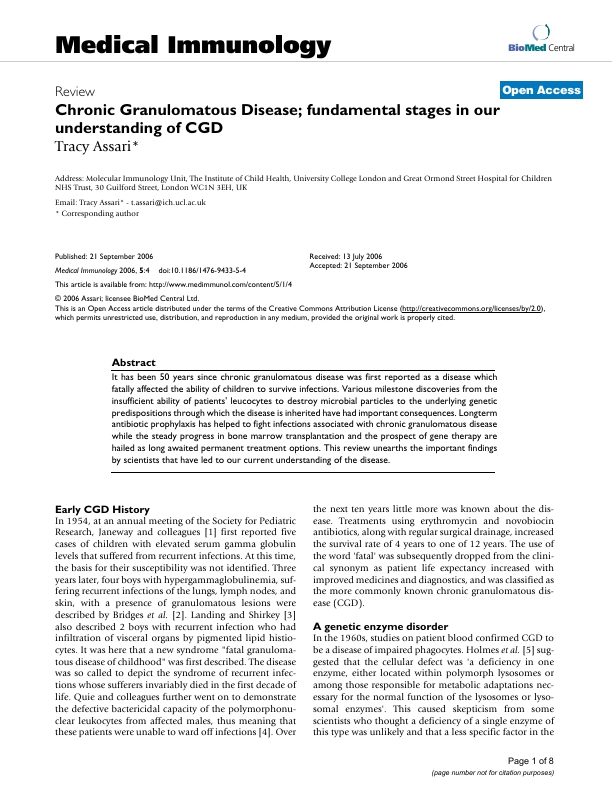 Medical Immunology
BioMed Central
Review
Open Access
Chronic Granulomatous Disease; fundamental stages in our
understanding of CGD
Tracy Assari*
Address: Molecular Immunology Unit, The Institute of Child Health, University College London and Great Ormond Street Hospital for Children
NHS Trust, 30 Guilford Street, London WC1N 3EH, UK
Email: Tracy Assari* - t.assari@ich.ucl.ac.uk
* Corresponding author
Published: 21 September 2006
Medical Immunology 2006, 5:4 doi:10.1186/1476-9433-5-4
Received: 13 July 2006
Accepted: 21 September 2006
This article is available from: http://www.medimmunol.com/content/5/1/4
© 2006 Assari; licensee BioMed Central Ltd.
This is an Open Access article distributed under the terms of the Creative Commons Attribution License (http://creativecommons.org/licenses/by/2.0),
which permits unrestricted use, distribution, and reproduction in any medium, provided the original work is properly cited.
Abstract
It has been 50 years since chronic granulomatous disease was first reported as a disease which
fatally affected the ability of children to survive infections. Various milestone discoveries from the
insufficient ability of patients' leucocytes to destroy microbial particles to the underlying genetic
predispositions through which the disease is inherited have had important consequences. Longterm
antibiotic prophylaxis has helped to fight infections associated with chronic granulomatous disease
while the steady progress in bone marrow transplantation and the prospect of gene therapy are
hailed as long awaited permanent treatment options. This review unearths the important findings
by scientists that have led to our current understanding of the disease.
Early CGD History
In 1954, at an annual meeting of the Society for Pediatric
Research, Janeway and colleagues [1] first reported five
cases of children with elevated serum gamma globulin
levels that suffered from recurrent infections. At this time,
the basis for their susceptibility was not identified. Three
years later, four boys with hypergammaglobulinemia, suf-
fering recurrent infections of the lungs, lymph nodes, and
skin, with a presence of granulomatous lesions were
described by Bridges et al. [2]. Landing and Shirkey [3]
also described 2 boys with recurrent infection who had
infiltration of visceral organs by pigmented lipid histio-
cytes. It was here that a new syndrome "fatal granuloma-
tous disease of childhood" was first described. The disease
was so called to depict the syndrome of recurrent infec-
tions whose sufferers invariably died in the first decade of
life. Quie and colleagues further went on to demonstrate
the defective bactericidal capacity of the polymorphonu-
clear leukocytes from affected males, thus meaning that
these patients were unable to ward off infections [4]. Over
the next ten years little more was known about the dis-
ease. Treatments using erythromycin and novobiocin
antibiotics, along with regular surgical drainage, increased
the survival rate of 4 years to one of 12 years. The use of
the word 'fatal' was subsequently dropped from the clini-
cal synonym as patient life expectancy increased with
improved medicines and diagnostics, and was classified as
the more commonly known chronic granulomatous dis-
ease (CGD).
A genetic enzyme disorder
In the 1960s, studies on patient blood confirmed CGD to
be a disease of impaired phagocytes. Holmes et al. [5] sug-
gested that the cellular defect was 'a deficiency in one
enzyme, either located within polymorph lysosomes or
among those responsible for metabolic adaptations nec-
essary for the normal function of the lysosomes or lyso-
somal enzymes'. This caused skepticism from some
scientists who thought a deficiency of a single enzyme of
this type was unlikely and that a less specific factor in the
Page 1 of 8
(page number not for citation purposes)